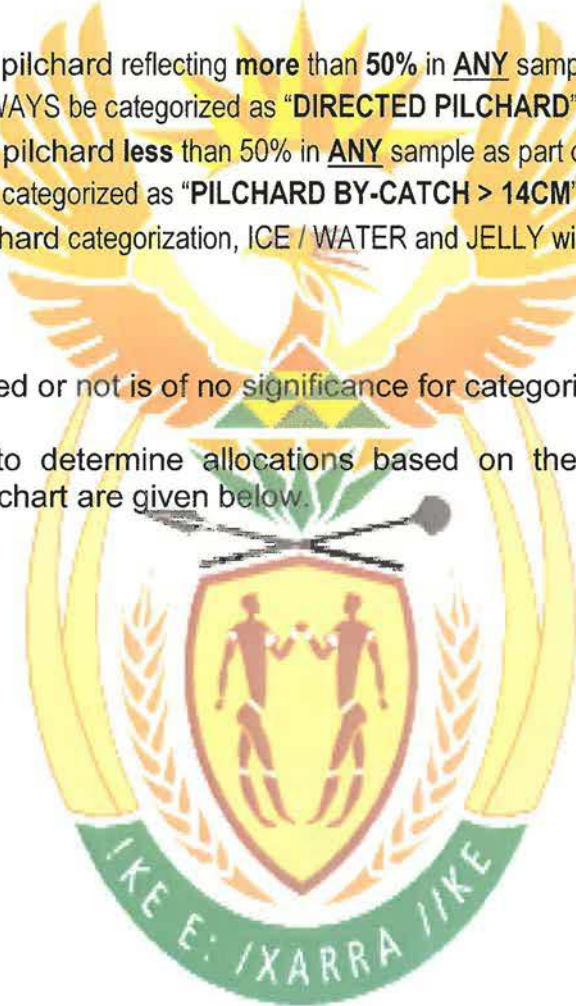 pilchard reflecting more than 50% in ANY samp
WAYS be categorized as "DIRECTED PILCHARD"
pilchard less than 50% in ANY sample as part o
categorized as "PILCHARD BY-CATCH > 14CM"
hard categorization, ICE / WATER and JELLY wi
ed or not is of no significance for categori
to determine allocations based on the
chart are given below.
!KE E: /XARRA //KE